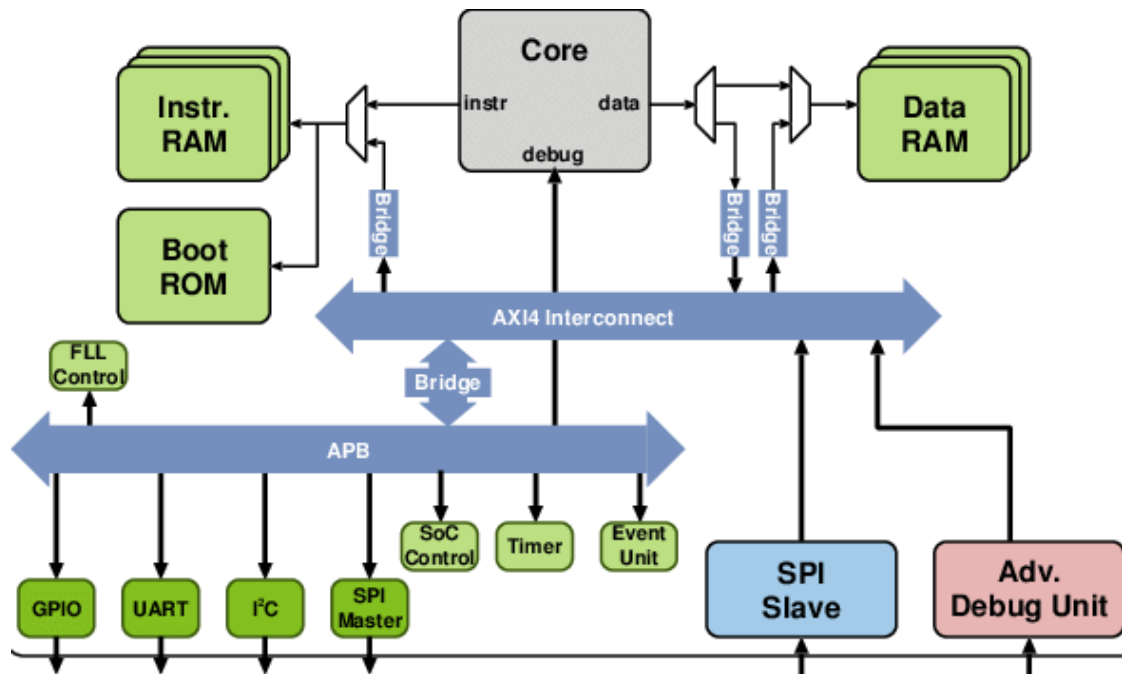 Core
instr
data
debug
Instr.
RAM
Data
RAM
Boot
ROM
Bridge
Bridge
Bridge
AXI4 Interconnect
FLL
Control
Bridge
APB
SoC
Control
Timer
Event
Unit
GPIO
UART
I²C
SPI
Master
SPI
Slave
Adv.
Debug Unit